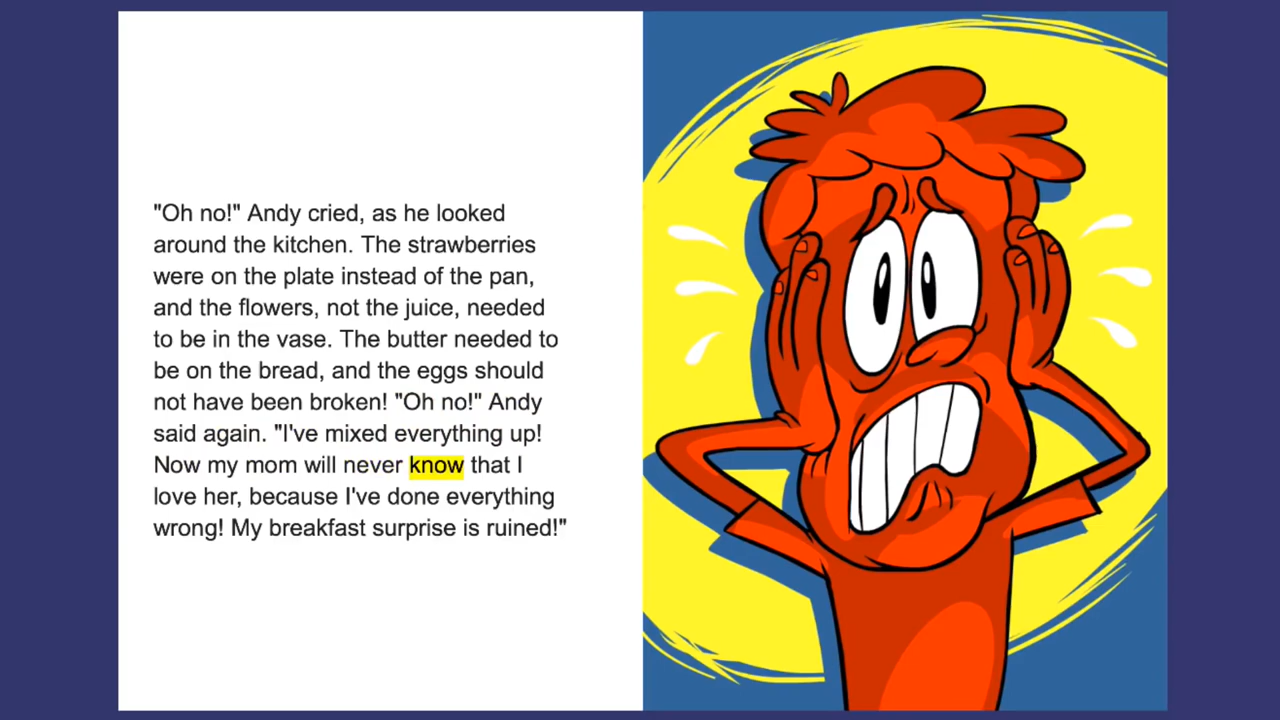 "Oh no!" Andy cried, as he looked
around the kitchen. The strawberries
were on the plate instead of the pan,
and the flowers, not the juice, needed
to be in the vase. The butter needed to
be on the bread, and the eggs should
not have been broken! "Oh no!" Andy
said again. "I've mixed everything up!
Now my mom will never know that I
love her, because I've done everything
wrong! My breakfast surprise is ruined!"